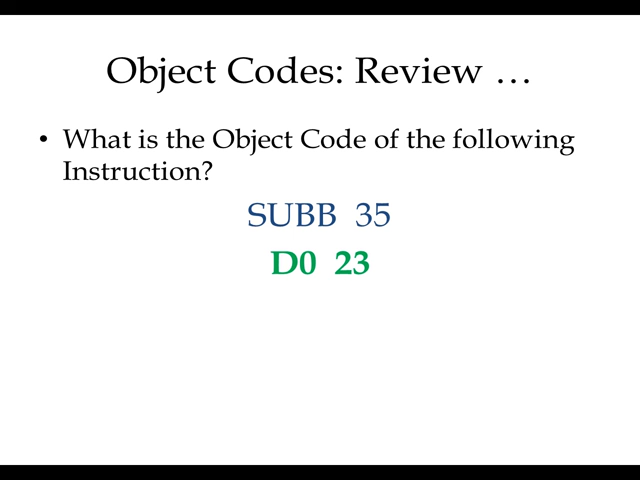 Object Codes: Review …
• What is the Object Code of the following
Instruction?
SUBB 35
D0 23